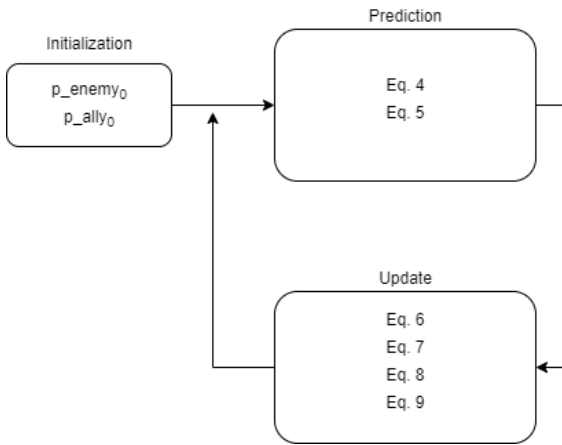 Prediction
Initialization
p_enemy₀
p_ally₀
Eq. 4
Eq. 5
Update
Eq. 6
Eq. 7
Eq. 8
Eq. 9